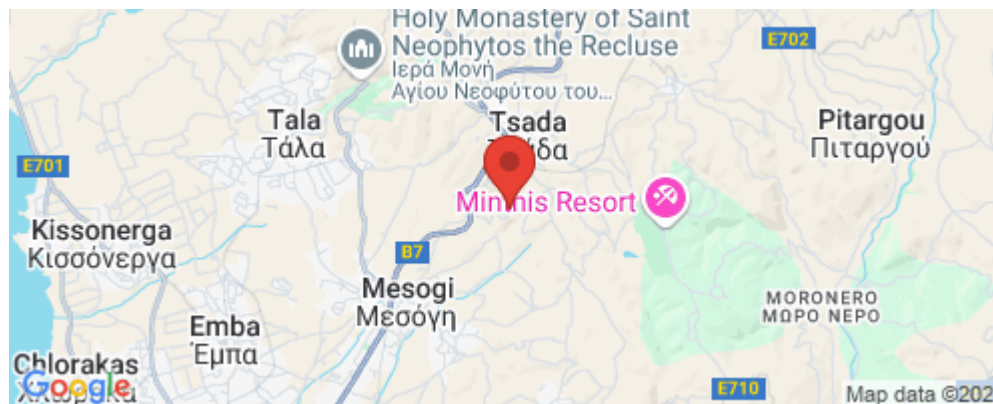 Holy Monastery of Saint
Neophytos the Recluse
Ιερά Μονή
Αγίου Νεοφύτου του...
E702
Tala
Τάλα
Tsada
Pitargou
Πιταργού
E701
Resort
Kissonerga
Κισσόνεργα
B7
Mesogi
Μεσόγη
MORONERO
ΜΩΡΟ ΝΕΡΟ
Emba
Έμπα
Chlorakas
Google
E710
Map data ©202